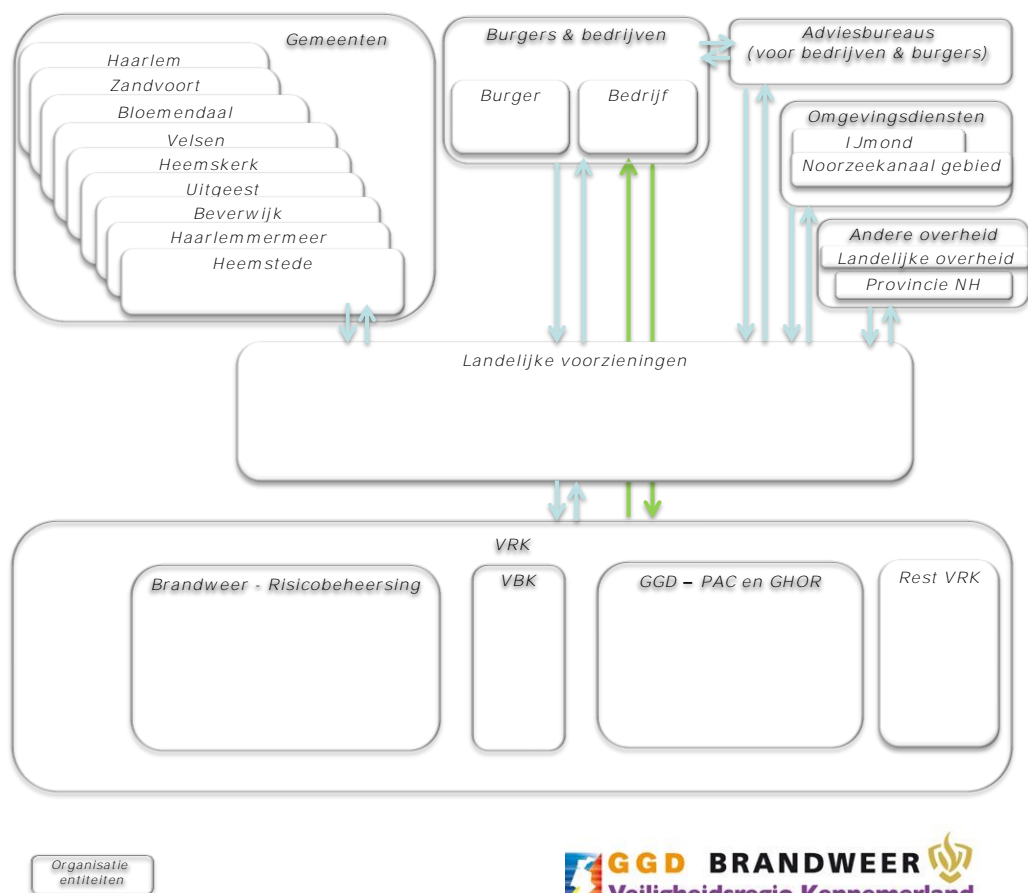 Gemeenten
Haarlem
Zandvoort
Bloemendaal
Velsen
Heemskerk
Uitgeest
Beverwijk
Haarlemmermeer
Heemstede
Burgers & bedrijven
Burger
Bedrijf
Adviesbureaus
(voor bedrijven & burgers)
Omgevingsdiensten
IJmond
Noorzeekanaal gebied
Andere overheid
Landelijke overheid
Provincie NH
Landelijke voorzieningen
VRK
Brandweer - Risicobeheersing
VBK
GGD – PAC en GHOR
Rest VRK
Organisatie
entiteiten
GGD BRANDWEER
Veiligheidsregio Kennemerland